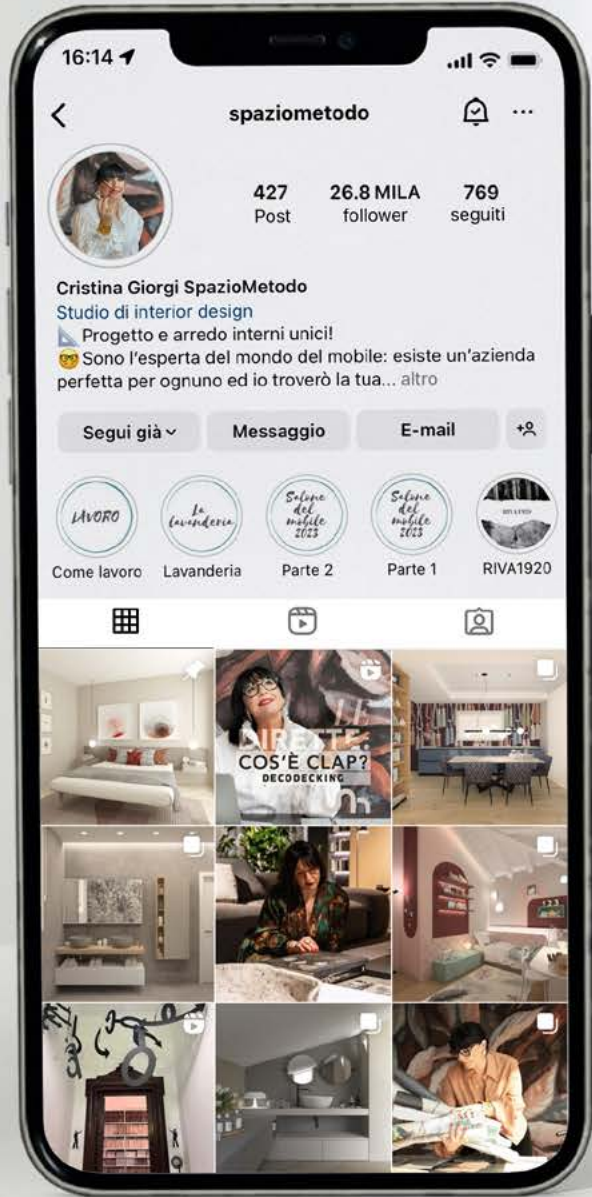 16:14
spaziometodo
427 26.8 MILA 769
Post follower seguiti
Cristina Giorgi SpazioMetodo
Studio di interior design
Progetto e arredo interni unici!
Sono l'esperta del mondo del mobile: esiste un'azienda
perfetta per ognuno ed io troverò la tua... altro
Segui già Messaggio E-mail
LAVORO
La
lavanderia
Salone
del
mobile
2023
Salone
del
mobile
2023
RIVA1920
Come lavoro Lavanderia Parte 2 Parte 1 RIVA1920
DIRETTE:
COS'È CLAP?
DECODECKING
123